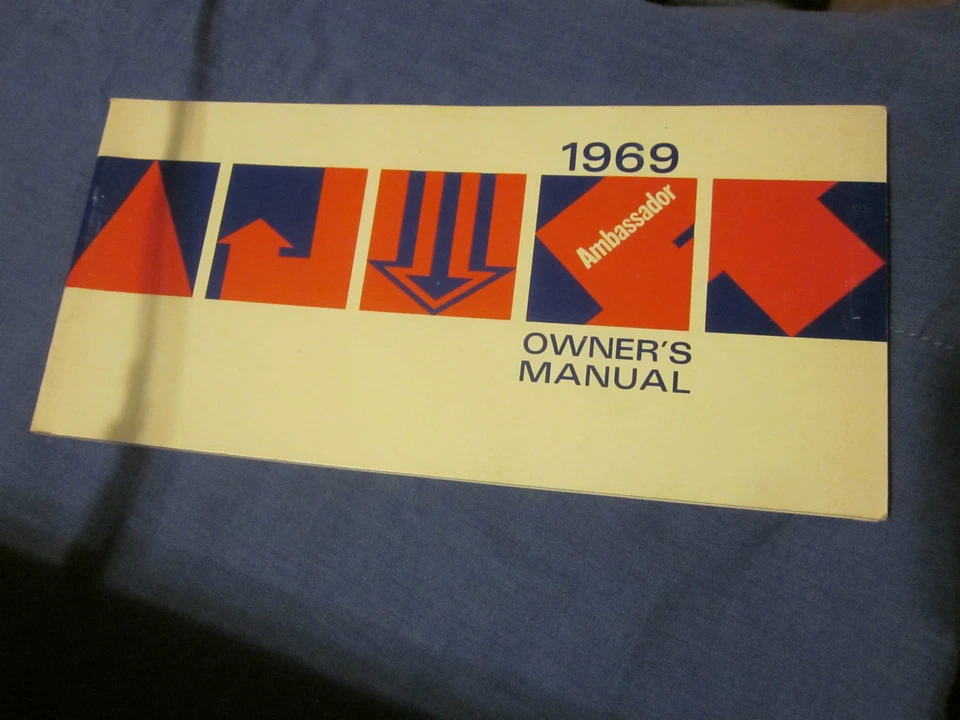 1969
Ambassador
OWNER'S
MANUAL